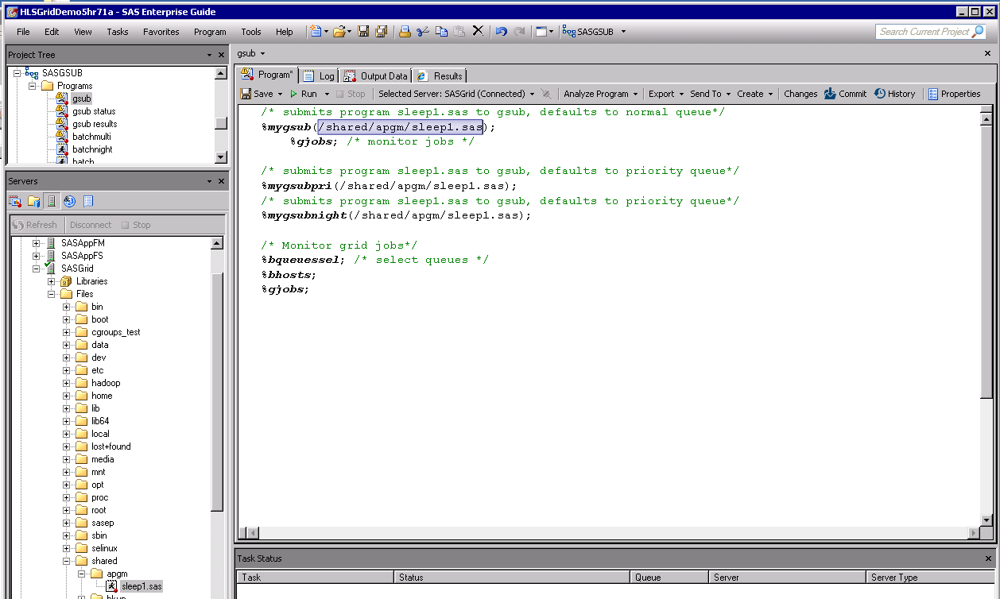 HLSGridDemo5hr71a - SAS Enterprise Guide
File Edit View Tasks Favorites Program Tools Help SASGSUB Search Current Project
Project Tree
SASGSUB
Programs
gsub
gsub status
gsub results
batchmulti
batchnight
batch
Servers
Refresh Disconnect Stop
SASAppFM
SASAppFS
SASGrid
Libraries
Files
bin
boot
cgroups_test
data
dev
etc
hadoop
home
lib
lib64
local
lost+found
media
mnt
opt
proc
root
sasep
sbin
selinux
shared
apgm
sleep1.sas
bkup
gsub
Program* Log Output Data Results
Save Run Stop Selected Server: SASGrid (Connected) Analyze Program Export Send To Create Changes Commit History Properties
/* submits program sleep1.sas to gsub, defaults to normal queue*/
%mygsub(/shared/apgm/sleep1.sas);
%gjobs; /* monitor jobs */
/* submits program sleep1.sas to gsub, defaults to priority queue*/
%mygsubpri(/shared/apgm/sleep1.sas);
/* submits program sleep1.sas to gsub, defaults to priority queue*/
%mygsubnight(/shared/apgm/sleep1.sas);
/* Monitor grid jobs*/
%bqueuessel; /* select queues */
%bhosts;
%gjobs;
Task Status
Task Status Queue Server Server Type